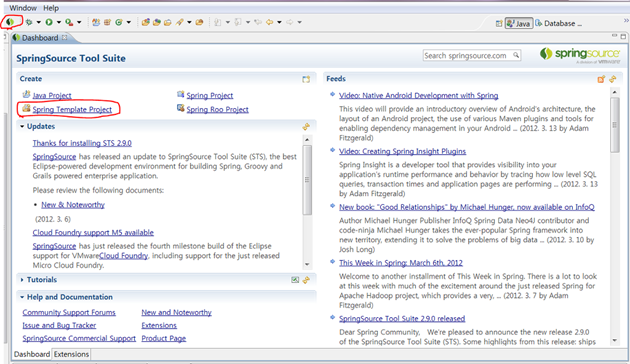 Window Help
Java Database ...
Dashboard
SpringSource Tool Suite
Search springsource.com
springsource
A division of VMware
Create
Java Project
Spring Project
Spring Template Project
Spring Roo Project
Updates
Thanks for installing STS 2.9.0
SpringSource has released an update to SpringSource Tool Suite (STS), the best
Eclipse-powered development environment for building Spring, Groovy and
Grails powered enterprise application.
Please review the following documents:
• New & Noteworthy
(2012. 3. 6)
Cloud Foundry support M5 available
SpringSource has just released the fourth milestone build of the Eclipse
support for VMwareCloud Foundry, including support for the just released
Micro Cloud Foundry.
Tutorials
Help and Documentation
Community Support Forums
New and Noteworthy
Issue and Bug Tracker
Extensions
SpringSource Commercial Support
Product Page
Feeds
Video: Native Android Development with Spring
This video will provide an introductory overview of Android's architecture, the
layout of an Android project, the use of various Maven plugins and tools for
enabling dependency management in your Android ... (2012. 3. 13 by Adam
Fitzgerald)
Video: Creating Spring Insight Plugins
Spring Insight is a developer tool that provides visibility into your
application's runtime performance and behavior by tracing how low level SQL
queries, transaction times and application pages are performing ... (2012. 3. 13
by Adam Fitzgerald)
New book: "Good Relationships" by Michael Hunger, now available on InfoQ
Author Michael Hunger Publisher InfoQ Spring Data Neo4J contributor and
code-ninja Michael Hunger takes the ever-popular Spring framework into
new territory, extending it to solve the problems of big data ... (2012. 3. 10 by
Josh Long)
This Week in Spring: March 6th, 2012
Welcome to another installment of This Week in Spring. There is a lot to look
at this week with much of the excitement around the just released Spring for
Apache Hadoop project, which provides a very, ... (2012. 3. 7 by Adam
Fitzgerald)
SpringSource Tool Suite 2.9.0 released
Dear Spring Community, We're pleased to announce the new release 2.9.0
of the SpringSource Tool Suite. Some highlights from this release: ships
Dashboard Extensions